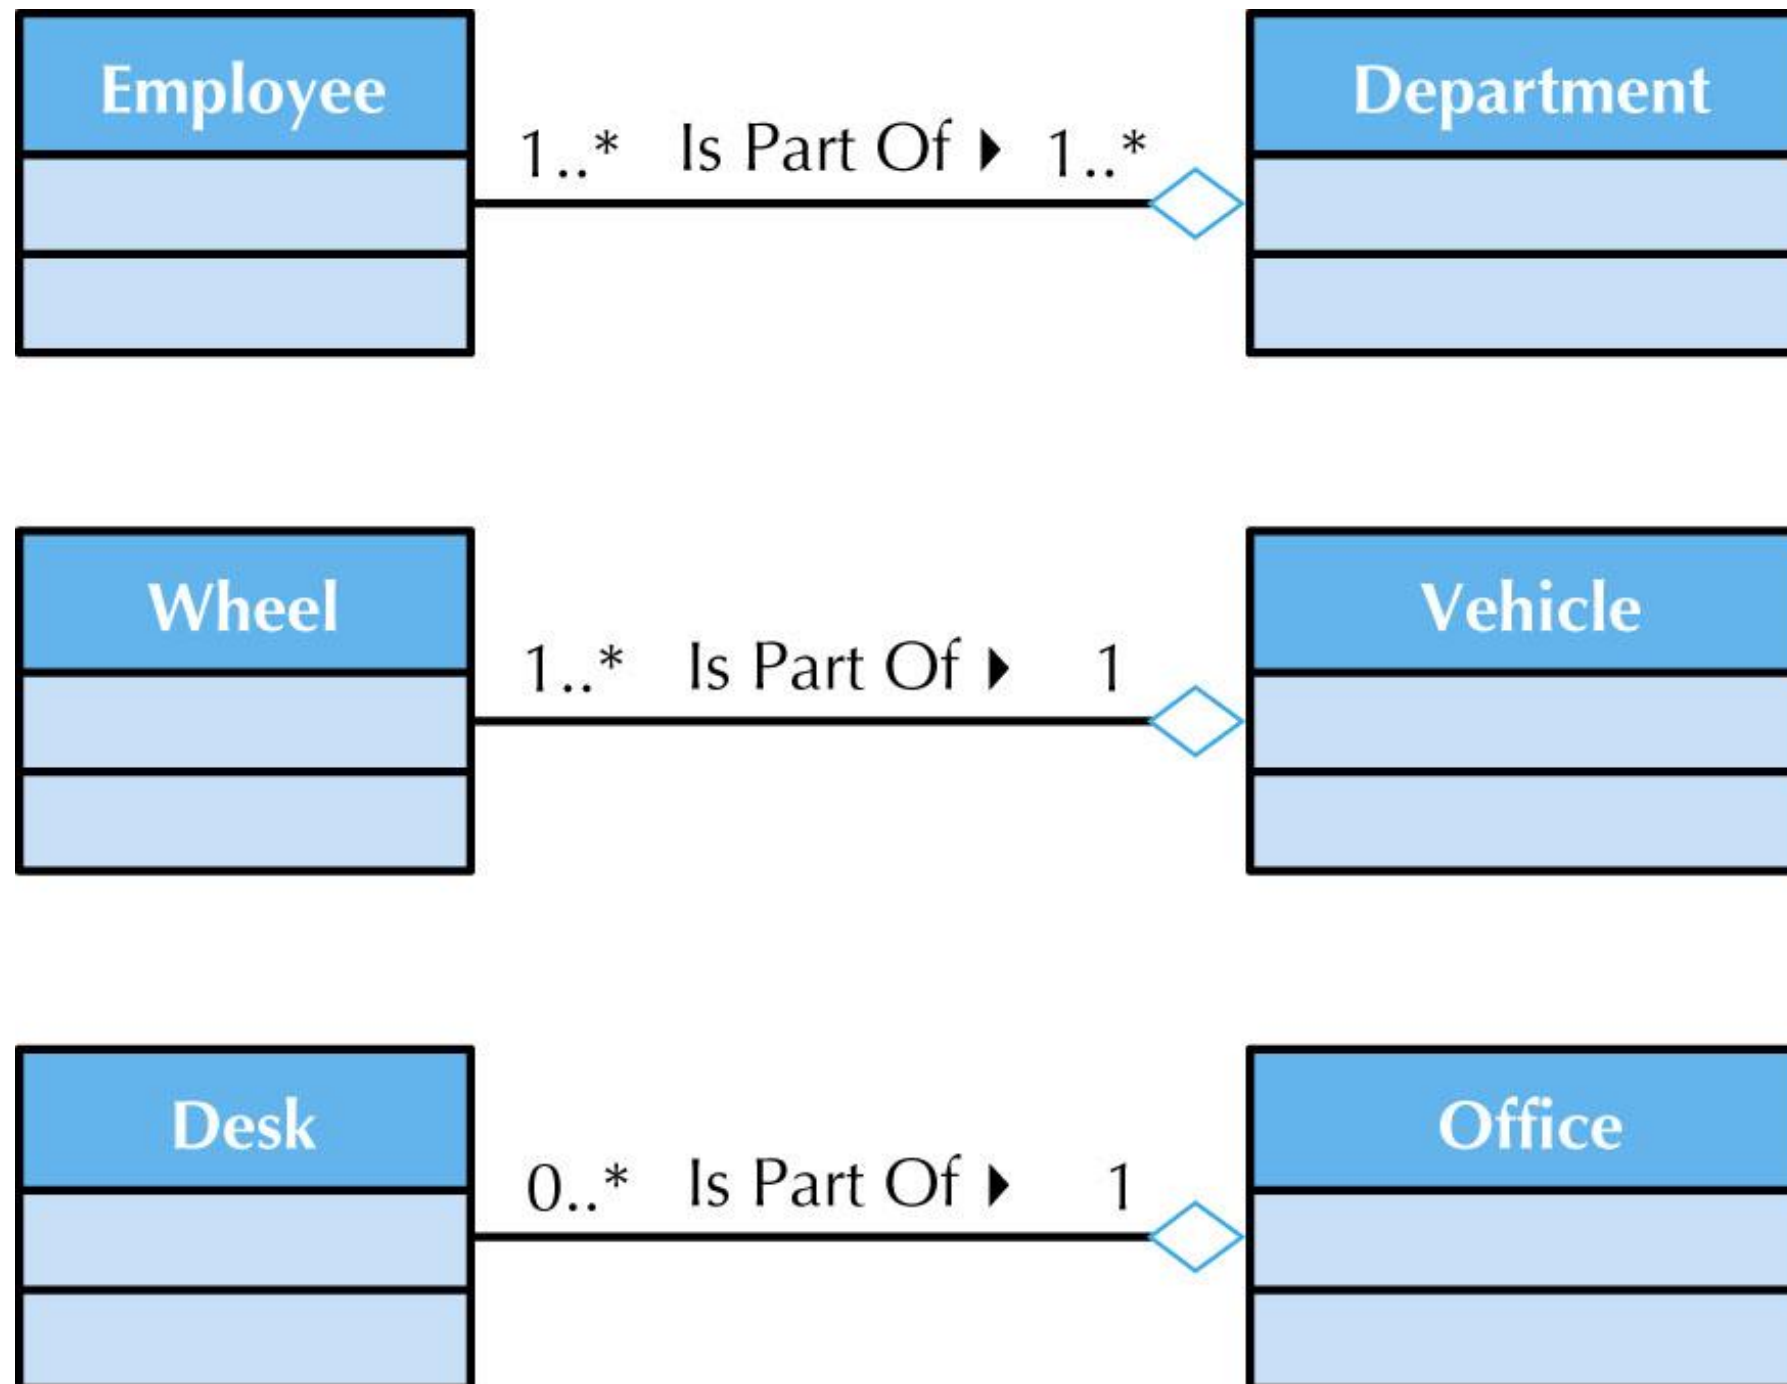 Employee
1..* Is Part Of ▶ 1..*
Department
Wheel
1..* Is Part Of ▶ 1
Vehicle
Desk
0..* Is Part Of ▶ 1
Office